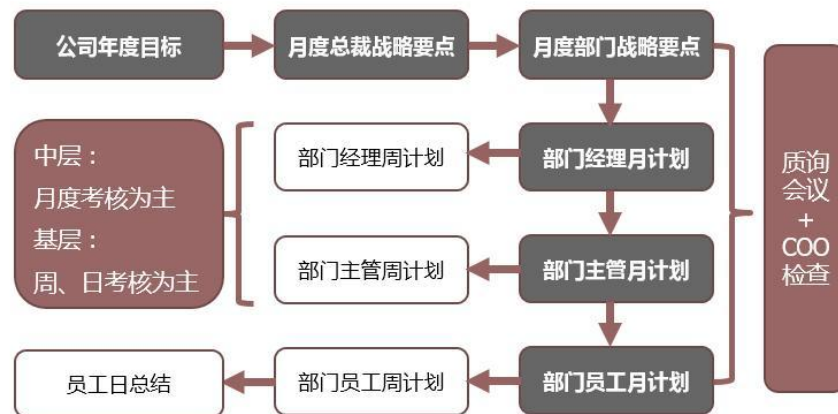 公司年度目标
月度总裁战略要点
月度部门战略要点
中层：
月度考核为主
基层：
周、日考核为主
部门经理周计划
部门经理月计划
部门主管周计划
部门主管月计划
员工日总结
部门员工周计划
部门员工月计划
质询
会议
+
COO
检查